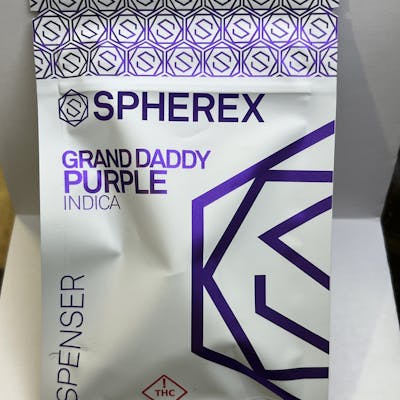 SPHEREX
GRAND DADDY
PURPLE
INDICA
SPENSER
!
THC